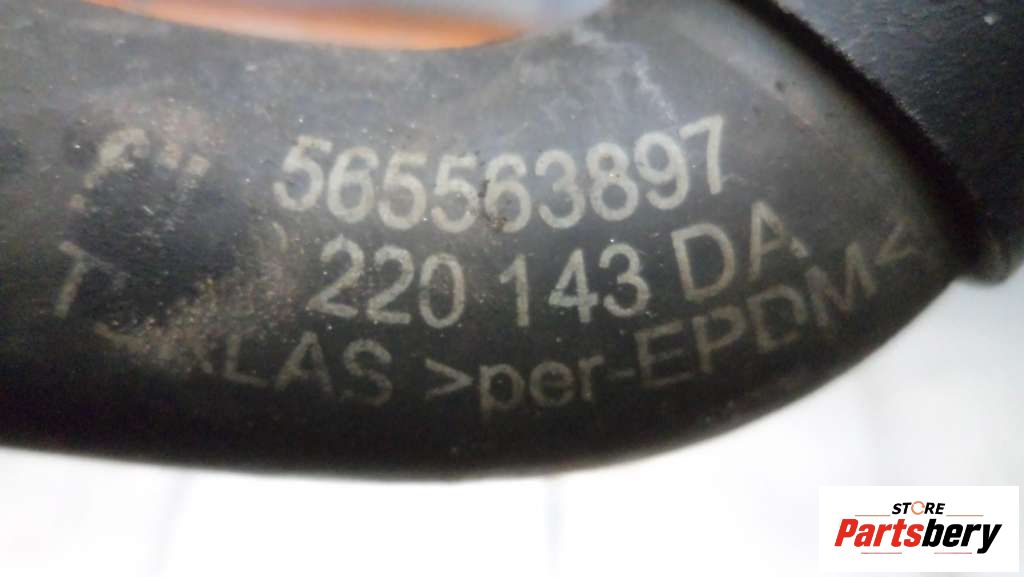 565563897
220 143 DA
>per-EPDM<
STORE
Partsbery